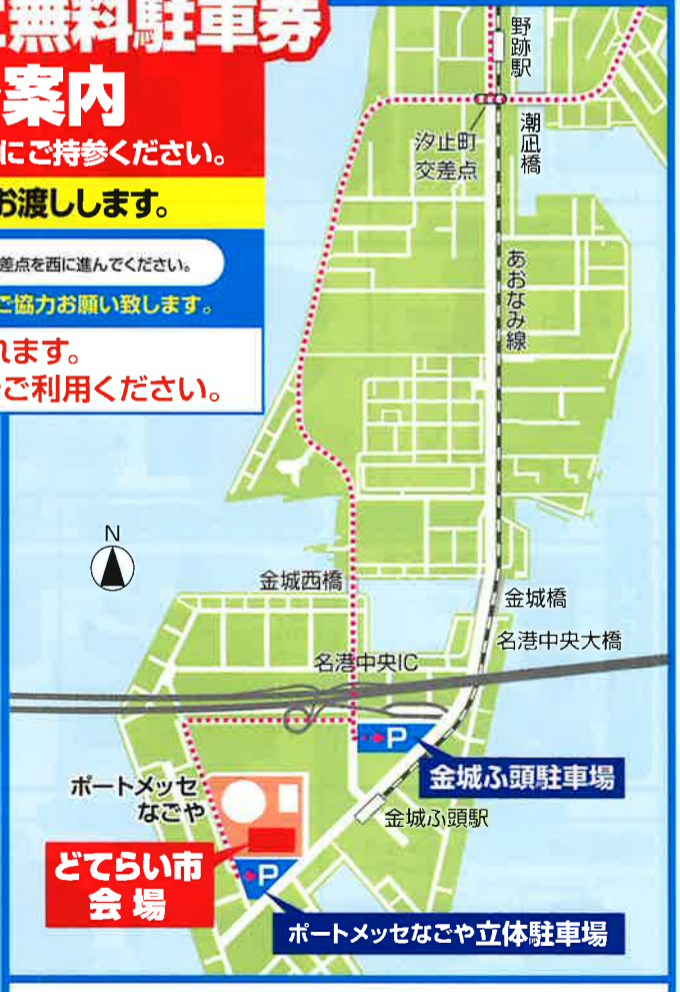 無料駐車券
案内
にご持参ください。
お渡しします。
差点を西に進んでください。
ご協力お願い致します。
れます。
ご利用ください。
野跡駅
汐止町
交差点
潮凪橋
あおなみ線
N
金城西橋
金城橋
名港中央大橋
名港中央IC
P
金城ふ頭駐車場
ポートメッセ
なごや
金城ふ頭駅
どてらい市
会場
P
ポートメッセなごや立体駐車場